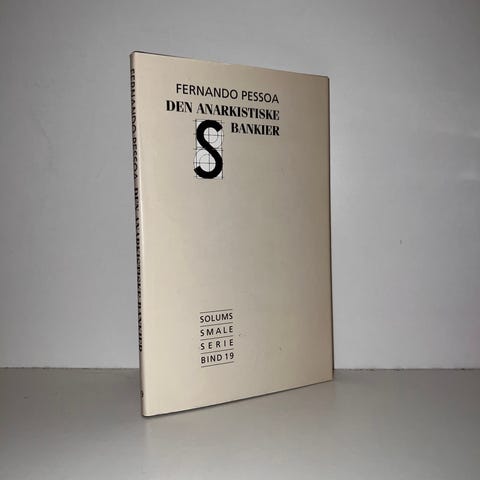 FERNANDO PESSOA
DEN ANARKISTISKE
BANKIER
S
SOLUMS
SMALE
SERIE
BIND 19
FERNANDO PESSOA DEN ANARKISTISKE BANKIER